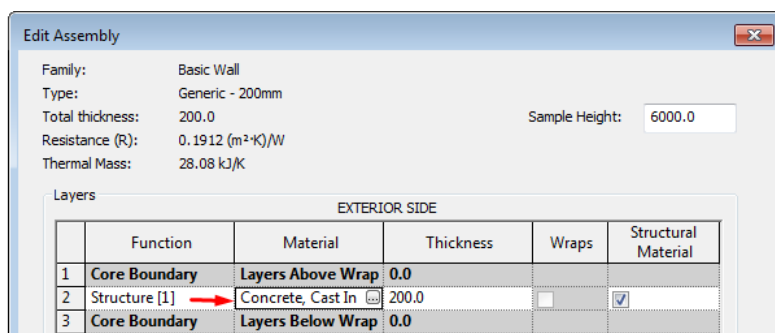 Edit Assembly
Family: Basic Wall
Type: Generic - 200mm
Total thickness: 200.0 Sample Height: 6000.0
Resistance (R): 0.1912 (m²·K)/W
Thermal Mass: 28.08 kJ/K
Layers
EXTERIOR SIDE
Function Material Thickness Wraps Structural Material
1 Core Boundary Layers Above Wrap 0.0
2 Structure [1] Concrete, Cast In ... 200.0
3 Core Boundary Layers Below Wrap 0.0